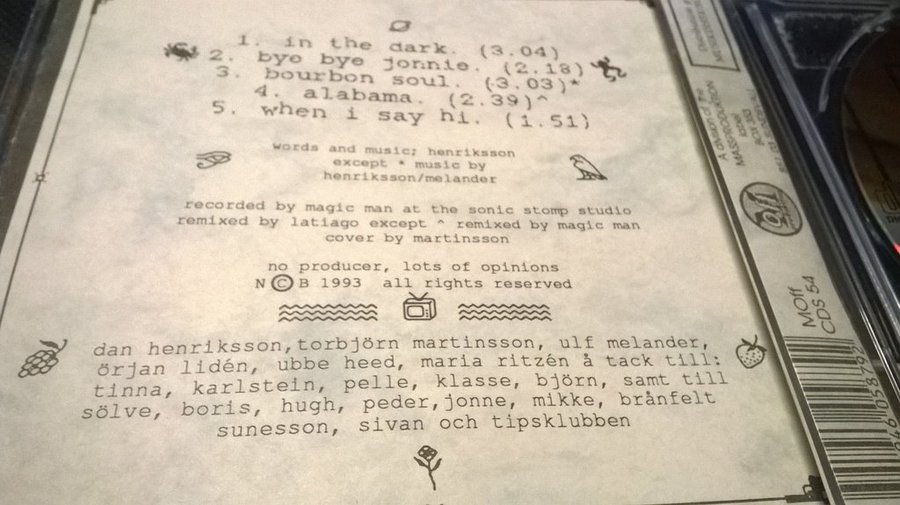 1. in the dark. (3.04)
2. bye bye jonnie. (2.18)
3. bourbon soul. (3.03)*
4. alabama. (2.39)^
5. when i say hi. (1.51)
words and music; henriksson
except * music by
henriksson/melander
recorded by magic man at the sonic stomp studio
remixed by latiago except ^ remixed by magic man
cover by martinsson
no producer, lots of opinions
N © B 1993 all rights reserved
dan henriksson,torbjörn martinsson, ulf melander,
örjan lidén, ubbe heed, maria ritzén å tack till:
tinna, karlstein, pelle, klasse, björn, samt till
sölve, boris, hugh, peder,jonne, mikke, brånfelt
sunesson, sivan och tipsklubben
A division of the
MASSPRODUKTION
MOff
CDS 54